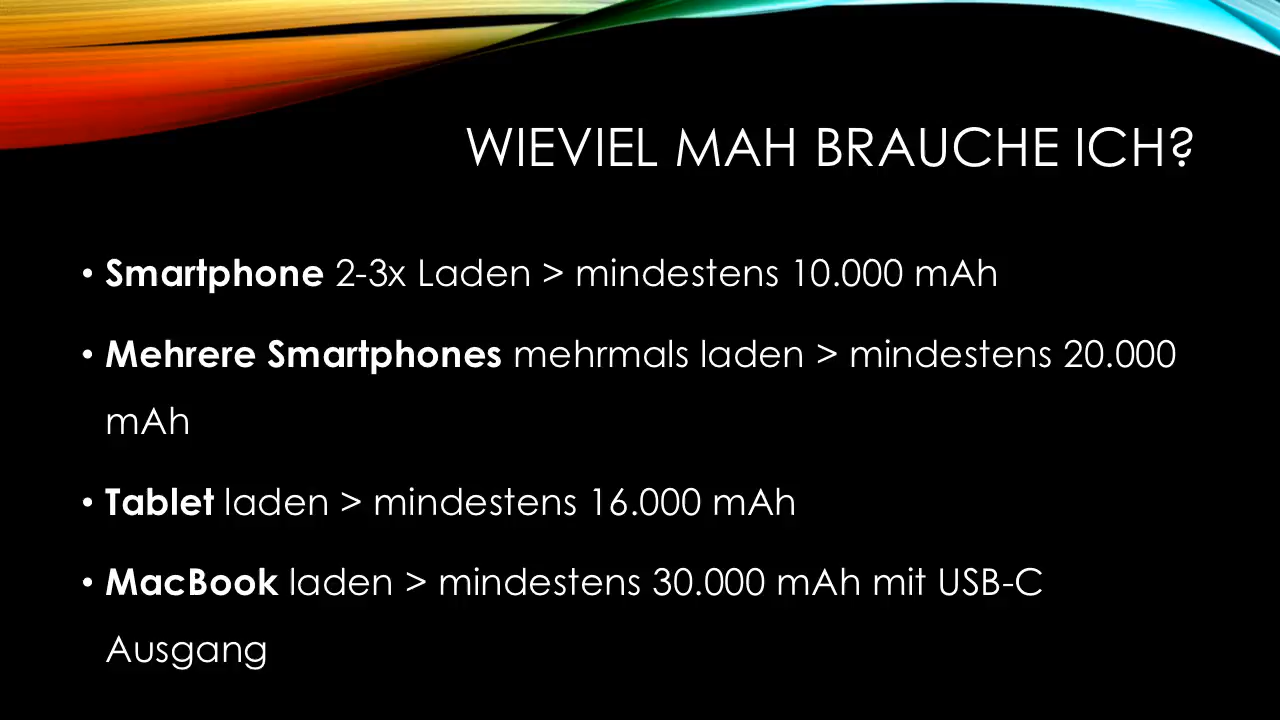 WIEVIEL MAH BRAUCHE ICH?
• Smartphone 2-3x Laden > mindestens 10.000 mAh
• Mehrere Smartphones mehrmals laden > mindestens 20.000
mAh
• Tablet laden > mindestens 16.000 mAh
• MacBook laden > mindestens 30.000 mAh mit USB-C
Ausgang